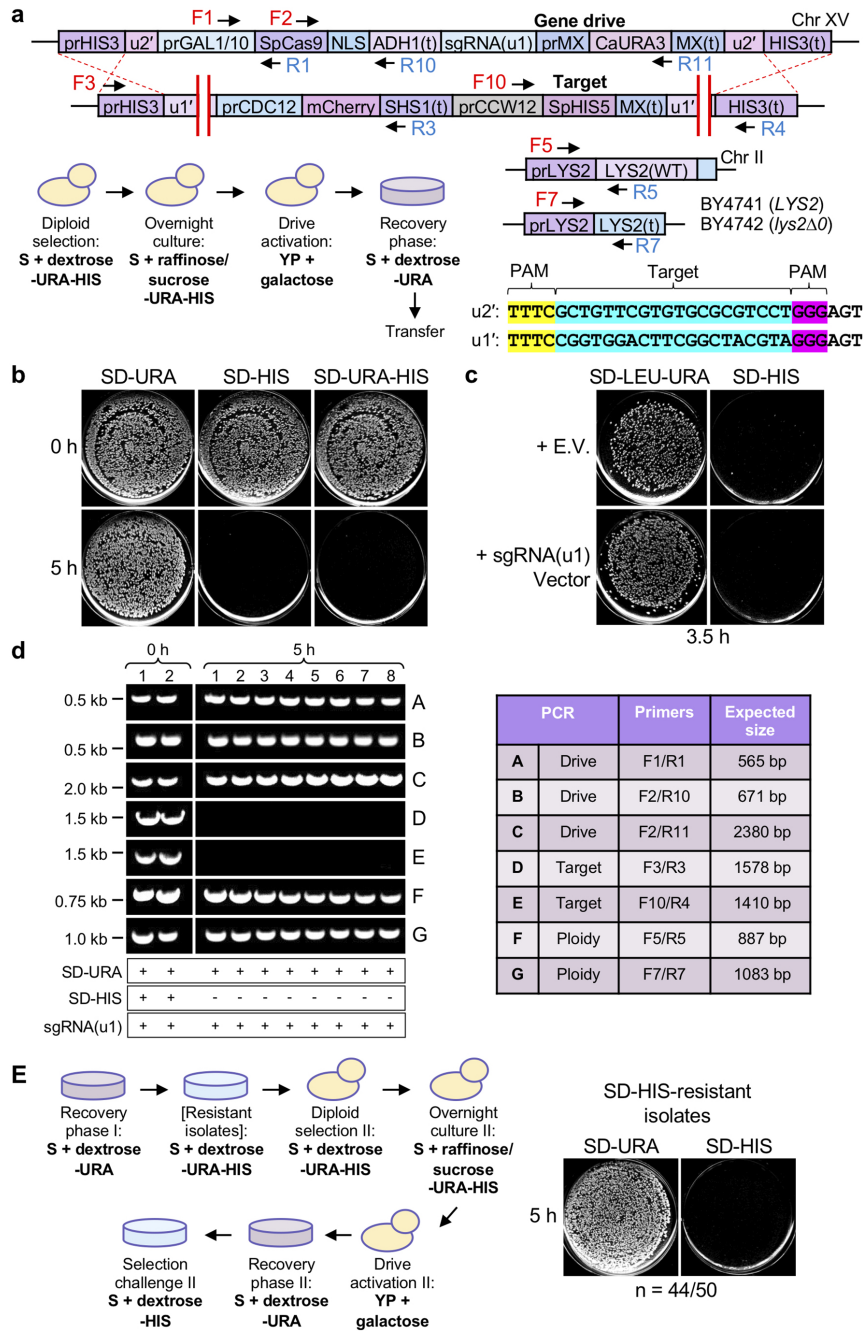 a
F1
F2
Gene drive
Chr XV
prHIS3
u2′
prGAL1/10
SpCas9
NLS
ADH1(t)
sgRNA(u1)
prMX
CaURA3
MX(t)
u2′
HIS3(t)
R1
R10
R11
F3
F10
Target
prHIS3
u1′
prCDC12
mCherry
SHS1(t)
prCCW12
SpHIS5
MX(t)
u1′
HIS3(t)
R3
R4
F5
Chr II
prLYS2
LYS2(WT)
R5
F7
prLYS2
LYS2(t)
R7
BY4741 (LYS2)
BY4742 (lys2Δ0)
Diploid
selection:
S + dextrose
-URA-HIS
Overnight
culture:
S + raffinose/
sucrose
-URA-HIS
Drive
activation:
YP +
galactose
Recovery
phase:
S + dextrose
-URA
Transfer
PAM
Target
PAM
u2′: TTTCGCTGTTCGTGTGCGCGTCCTGGGAGT
u1′: TTTCCGGTGGACTTCGGCTACGTAGGGAGT
b
SD-URA
SD-HIS
SD-URA-HIS
0 h
5 h
c
SD-LEU-URA
SD-HIS
+ E.V.
+ sgRNA(u1)
Vector
3.5 h
d
0 h
5 h
1 2 1 2 3 4 5 6 7 8
0.5 kb A
0.5 kb B
2.0 kb C
1.5 kb D
1.5 kb E
0.75 kb F
1.0 kb G
SD-URA + + + + + + + + + +
SD-HIS + + - - - - - - - -
sgRNA(u1) + + + + + + + + + +
PCR Primers Expected
size
A Drive F1/R1 565 bp
B Drive F2/R10 671 bp
C Drive F2/R11 2380 bp
D Target F3/R3 1578 bp
E Target F10/R4 1410 bp
F Ploidy F5/R5 887 bp
G Ploidy F7/R7 1083 bp
E
Recovery
phase I:
S + dextrose
-URA
[Resistant
isolates]:
S + dextrose
-URA-HIS
Diploid
selection II:
S + dextrose
-URA-HIS
Overnight
culture II:
S + raffinose/
sucrose
-URA-HIS
Selection
challenge II
S + dextrose
-HIS
Recovery
phase II:
S + dextrose
-URA
Drive
activation II:
YP +
galactose
SD-HIS-resistant
isolates
SD-URA
SD-HIS
5 h
n = 44/50